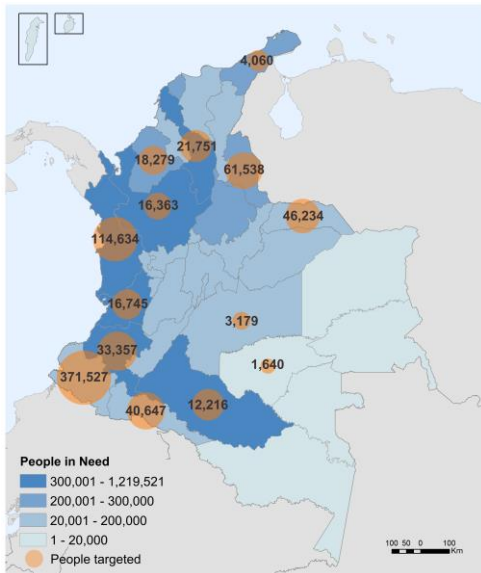 4,060
21,751
18,279
61,538
16,363
46,234
114,634
16,745
3,179
33,357
1,640
371,527
12,216
40,647
People in Need
300,001 - 1,219,521
200,001 - 300,000
20,001 - 200,000
1 - 20,000
People targeted
100 50 0 100
Km